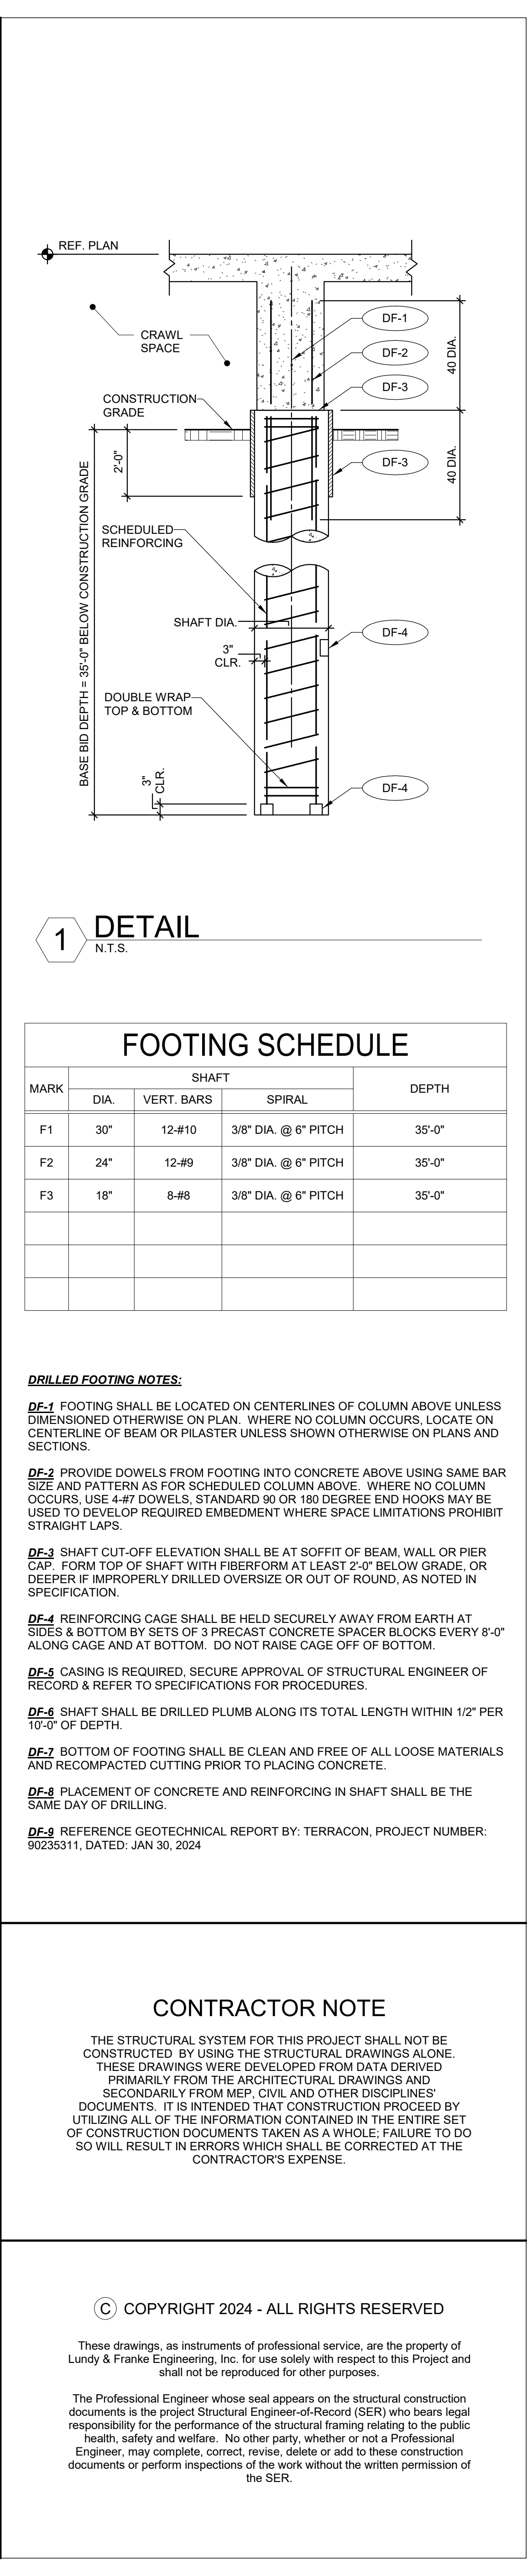 REF. PLAN
CRAWL
SPACE
DF-1
DF-2
DF-3
40 DIA.
CONSTRUCTION
GRADE
2'-0"
DF-3
40 DIA.
BASE BID DEPTH = 35'-0" BELOW CONSTRUCTION GRADE
SCHEDULED
REINFORCING
SHAFT DIA.
DF-4
3"
CLR.
DOUBLE WRAP
TOP & BOTTOM
3"
CLR.
DF-4
1
DETAIL
N.T.S.
FOOTING SCHEDULE
MARK SHAFT DEPTH
DIA. VERT. BARS SPIRAL
F1 30" 12-#10 3/8" DIA. @ 6" PITCH 35'-0"
F2 24" 12-#9 3/8" DIA. @ 6" PITCH 35'-0"
F3 18" 8-#8 3/8" DIA. @ 6" PITCH 35'-0"
DRILLED FOOTING NOTES:
DF-1 FOOTING SHALL BE LOCATED ON CENTERLINES OF COLUMN ABOVE UNLESS
DIMENSIONED OTHERWISE ON PLAN. WHERE NO COLUMN OCCURS, LOCATE ON
CENTERLINE OF BEAM OR PILASTER UNLESS SHOWN OTHERWISE ON PLANS AND
SECTIONS.
DF-2 PROVIDE DOWELS FROM FOOTING INTO CONCRETE ABOVE USING SAME BAR
SIZE AND PATTERN AS FOR SCHEDULED COLUMN ABOVE. WHERE NO COLUMN
OCCURS, USE 4-#7 DOWELS, STANDARD 90 OR 180 DEGREE END HOOKS MAY BE
USED TO DEVELOP REQUIRED EMBEDMENT WHERE SPACE LIMITATIONS PROHIBIT
STRAIGHT LAPS.
DF-3 SHAFT CUT-OFF ELEVATION SHALL BE AT SOFFIT OF BEAM, WALL OR PIER
CAP. FORM TOP OF SHAFT WITH FIBERFORM AT LEAST 2'-0" BELOW GRADE, OR
DEEPER IF IMPROPERLY DRILLED OVERSIZE OR OUT OF ROUND, AS NOTED IN
SPECIFICATION.
DF-4 REINFORCING CAGE SHALL BE HELD SECURELY AWAY FROM EARTH AT
SIDES & BOTTOM BY SETS OF 3 PRECAST CONCRETE SPACER BLOCKS EVERY 8'-0"
ALONG CAGE AND AT BOTTOM. DO NOT RAISE CAGE OFF OF BOTTOM.
DF-5 CASING IS REQUIRED, SECURE APPROVAL OF STRUCTURAL ENGINEER OF
RECORD & REFER TO SPECIFICATIONS FOR PROCEDURES.
DF-6 SHAFT SHALL BE DRILLED PLUMB ALONG ITS TOTAL LENGTH WITHIN 1/2" PER
10'-0" OF DEPTH.
DF-7 BOTTOM OF FOOTING SHALL BE CLEAN AND FREE OF ALL LOOSE MATERIALS
AND RECOMPACTED CUTTING PRIOR TO PLACING CONCRETE.
DF-8 PLACEMENT OF CONCRETE AND REINFORCING IN SHAFT SHALL BE THE
SAME DAY OF DRILLING.
DF-9 REFERENCE GEOTECHNICAL REPORT BY: TERRACON, PROJECT NUMBER:
90235311, DATED: JAN 30, 2024
CONTRACTOR NOTE
THE STRUCTURAL SYSTEM FOR THIS PROJECT SHALL NOT BE
CONSTRUCTED BY USING THE STRUCTURAL DRAWINGS ALONE.
THESE DRAWINGS WERE DEVELOPED FROM DATA DERIVED
PRIMARILY FROM THE ARCHITECTURAL DRAWINGS AND
SECONDARILY FROM MEP, CIVIL AND OTHER DISCIPLINES'
DOCUMENTS. IT IS INTENDED THAT CONSTRUCTION PROCEED BY
UTILIZING ALL OF THE INFORMATION CONTAINED IN THE ENTIRE SET
OF CONSTRUCTION DOCUMENTS TAKEN AS A WHOLE; FAILURE TO DO
SO WILL RESULT IN ERRORS WHICH SHALL BE CORRECTED AT THE
CONTRACTOR'S EXPENSE.
© COPYRIGHT 2024 - ALL RIGHTS RESERVED
These drawings, as instruments of professional service, are the property of
Lundy & Franke Engineering, Inc. for use solely with respect to this Project and
shall not be reproduced for other purposes.
The Professional Engineer whose seal appears on the structural construction
documents is the project Structural Engineer-of-Record (SER) who bears legal
responsibility for the performance of the structural framing relating to the public
health, safety and welfare. No other party, whether or not a Professional
Engineer, may complete, correct, revise, delete or add to these construction
documents or perform inspections of the work without the written permission of
the SER.